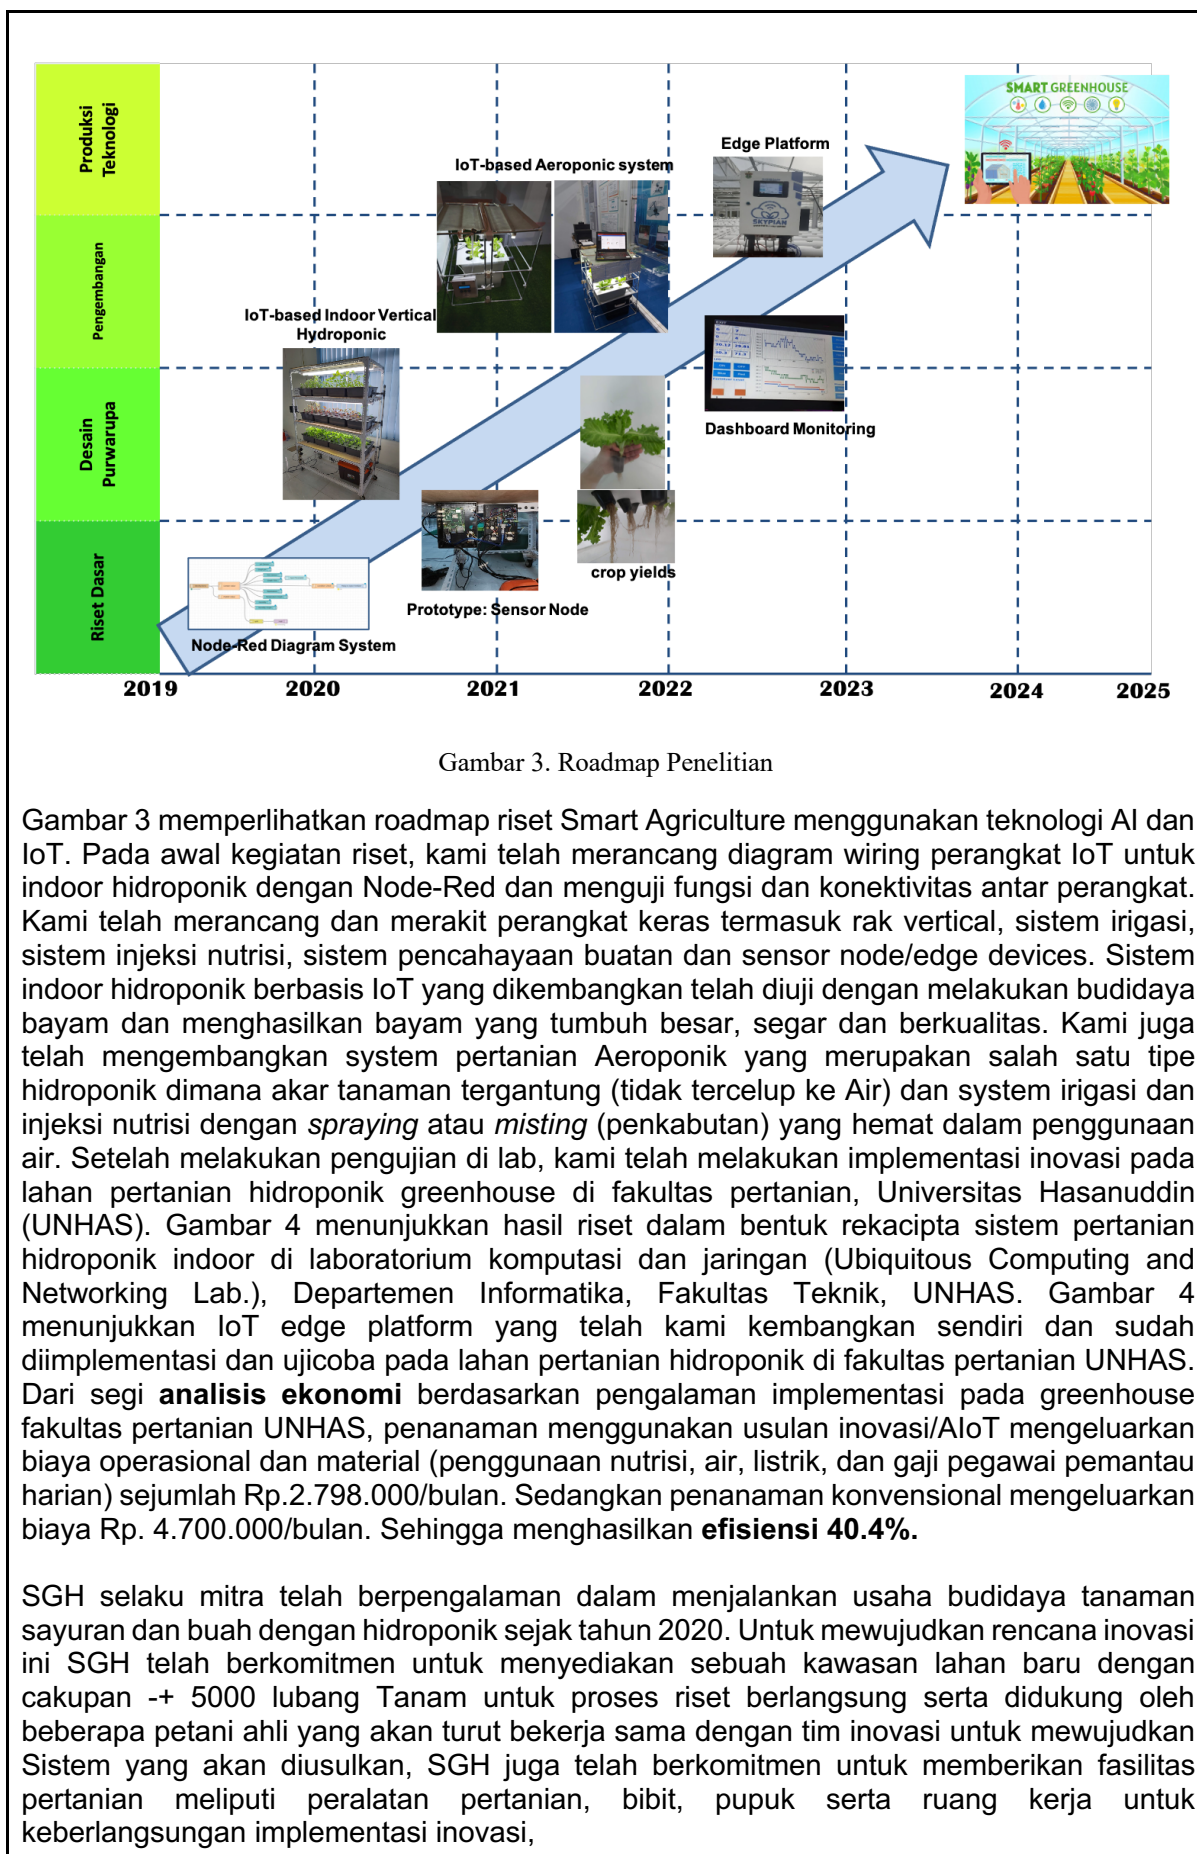 SMART GREENHOUSE
Produksi
Teknologi
Edge Platform
IoT-based Aeroponic system
SKYPIAN
Pengembangan
IoT-based Indoor Vertical
Hydroponic
Dashboard Monitoring
Desain
Purwarupa
crop yields
Prototype: Sensor Node
Riset Dasar
Node-Red Diagram System
2019 2020 2021 2022 2023 2024 2025
Gambar 3. Roadmap Penelitian
Gambar 3 memperlihatkan roadmap riset Smart Agriculture menggunakan teknologi AI dan
IoT. Pada awal kegiatan riset, kami telah merancang diagram wiring perangkat IoT untuk
indoor hidroponik dengan Node-Red dan menguji fungsi dan konektivitas antar perangkat.
Kami telah merancang dan merakit perangkat keras termasuk rak vertical, sistem irigasi,
sistem injeksi nutrisi, sistem pencahayaan buatan dan sensor node/edge devices. Sistem
indoor hidroponik berbasis IoT yang dikembangkan telah diuji dengan melakukan budidaya
bayam dan menghasilkan bayam yang tumbuh besar, segar dan berkualitas. Kami juga
telah mengembangkan system pertanian Aeroponik yang merupakan salah satu tipe
hidroponik dimana akar tanaman tergantung (tidak tercelup ke Air) dan system irigasi dan
injeksi nutrisi dengan spraying atau misting (penkabutan) yang hemat dalam penggunaan
air. Setelah melakukan pengujian di lab, kami telah melakukan implementasi inovasi pada
lahan pertanian hidroponik greenhouse di fakultas pertanian, Universitas Hasanuddin
(UNHAS). Gambar 4 menunjukkan hasil riset dalam bentuk rekacipta sistem pertanian
hidroponik indoor di laboratorium komputasi dan jaringan (Ubiquitous Computing and
Networking Lab.), Departemen Informatika, Fakultas Teknik, UNHAS. Gambar 4
menunjukkan IoT edge platform yang telah kami kembangkan sendiri dan sudah
diimplementasi dan ujicoba pada lahan pertanian hidroponik di fakultas pertanian UNHAS.
Dari segi analisis ekonomi berdasarkan pengalaman implementasi pada greenhouse
fakultas pertanian UNHAS, penanaman menggunakan usulan inovasi/AIoT mengeluarkan
biaya operasional dan material (penggunaan nutrisi, air, listrik, dan gaji pegawai pemantau
harian) sejumlah Rp.2.798.000/bulan. Sedangkan penanaman konvensional mengeluarkan
biaya Rp. 4.700.000/bulan. Sehingga menghasilkan efisiensi 40.4%.
SGH selaku mitra telah berpengalaman dalam menjalankan usaha budidaya tanaman
sayuran dan buah dengan hidroponik sejak tahun 2020. Untuk mewujudkan rencana inovasi
ini SGH telah berkomitmen untuk menyediakan sebuah kawasan lahan baru dengan
cakupan -+ 5000 lubang Tanam untuk proses riset berlangsung serta didukung oleh
beberapa petani ahli yang akan turut bekerja sama dengan tim inovasi untuk mewujudkan
Sistem yang akan diusulkan, SGH juga telah berkomitmen untuk memberikan fasilitas
pertanian meliputi peralatan pertanian, bibit, pupuk serta ruang kerja untuk
keberlangsungan implementasi inovasi,